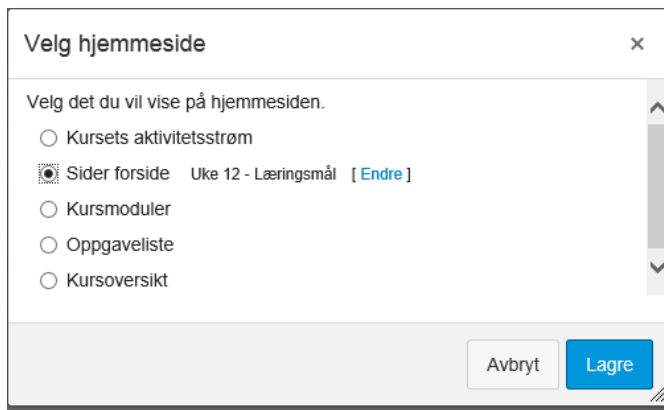 Velg hjemmeside ×
Velg det du vil vise på hjemmesiden.
Kursets aktivitetsstrøm
Sider forside Uke 12 - Læringsmål [ Endre ]
Kursmoduler
Oppgaveliste
Kursoversikt
Avbryt Lagre